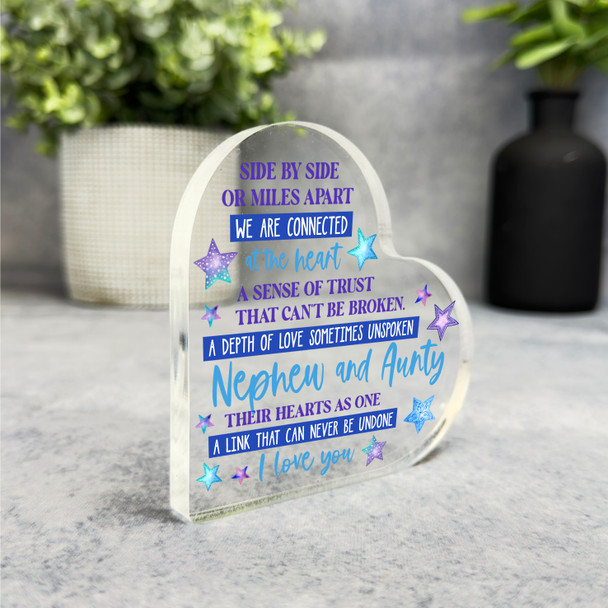 SIDE BY SIDE
OR MILES APART
WE ARE CONNECTED
at the heart
A SENSE OF TRUST
THAT CAN'T BE BROKEN.
A DEPTH OF LOVE SOMETIMES UNSPOKEN
Nephew and Aunty
THEIR HEARTS AS ONE
A LINK THAT CAN NEVER BE UNDONE
I love you